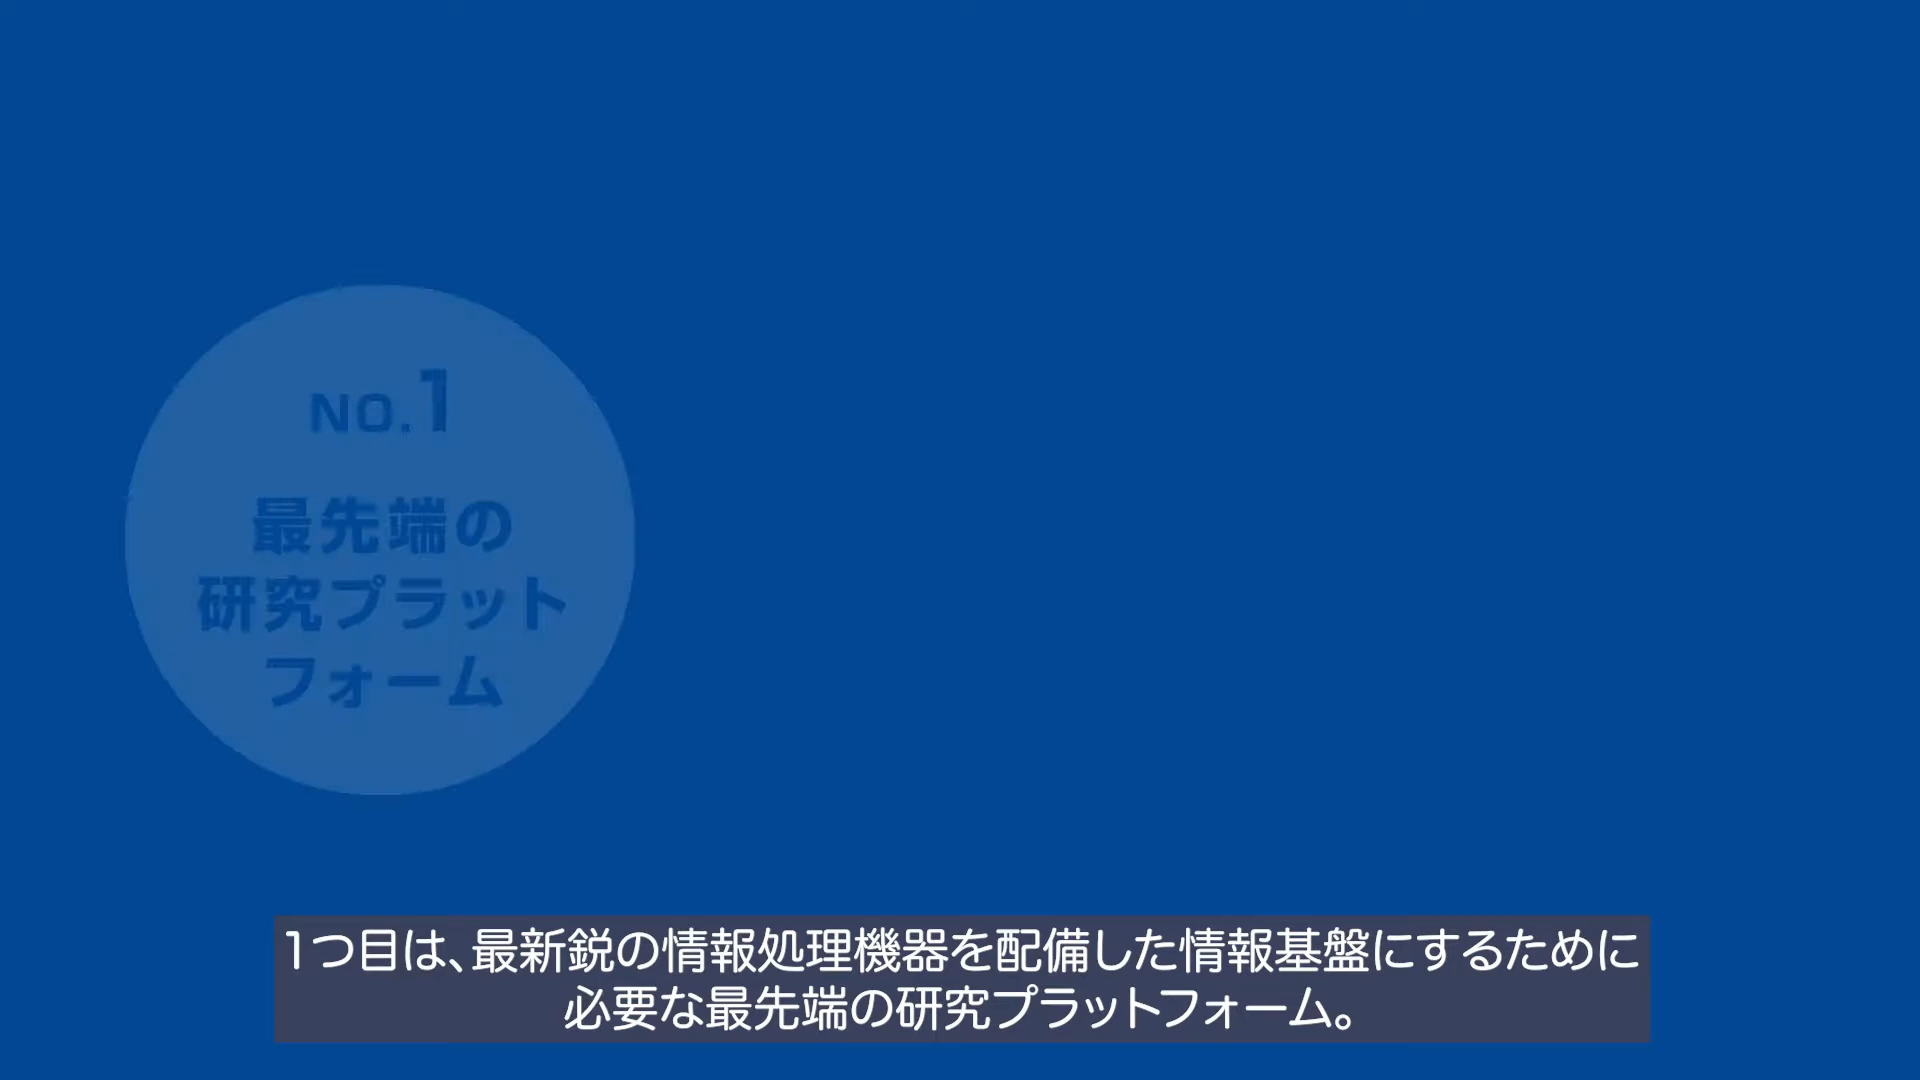 NO.1
最先端の
研究プラット
フォーム
1つ目は、最新鋭の情報処理機器を配備した情報基盤にするために
必要な最先端の研究プラットフォーム。